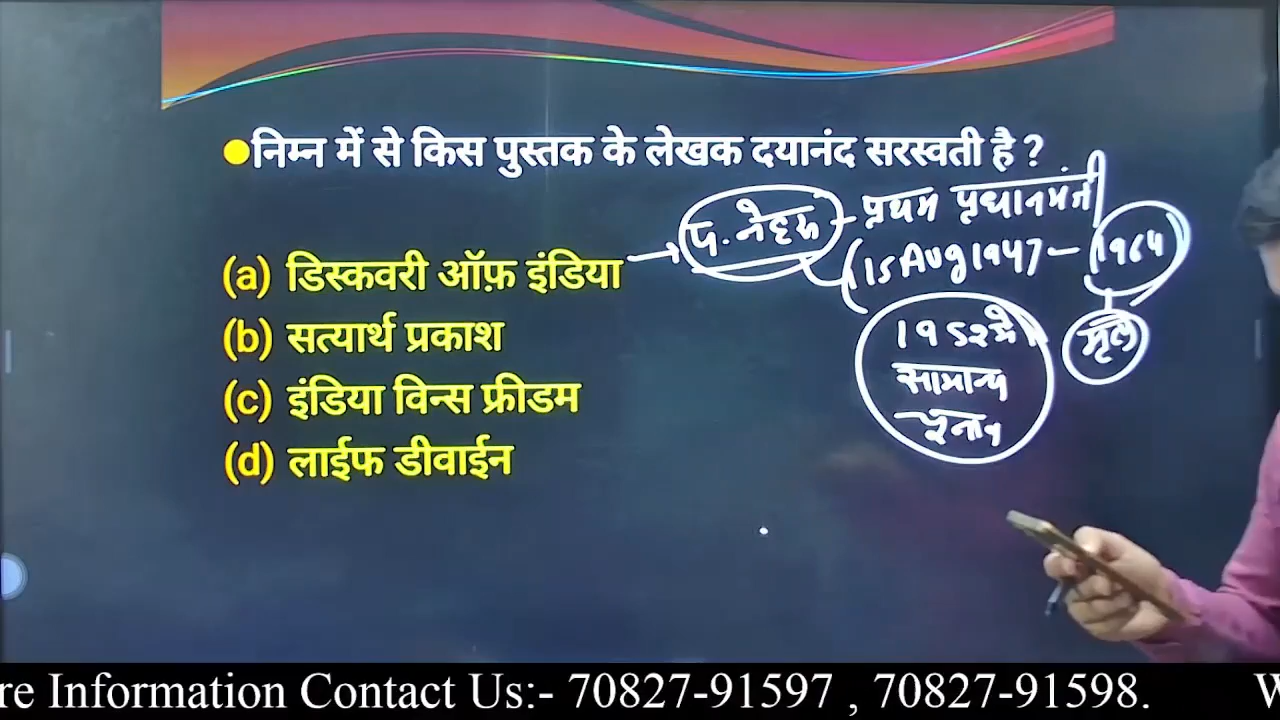 ●निम्न में से किस पुस्तक के लेखक दयानंद सरस्वती है ?
(a) डिस्कवरी ऑफ़ इंडिया
(b) सत्यार्थ प्रकाश
(c) इंडिया विन्स फ्रीडम
(d) लाईफ डीवाईन
पं. नेहरू - प्रथम प्रधानमंत्री
(15 Aug 1947 - 1964
1952 में
सामान्य
चुनाव
re Information Contact Us:- 70827-91597 , 70827-91598. W